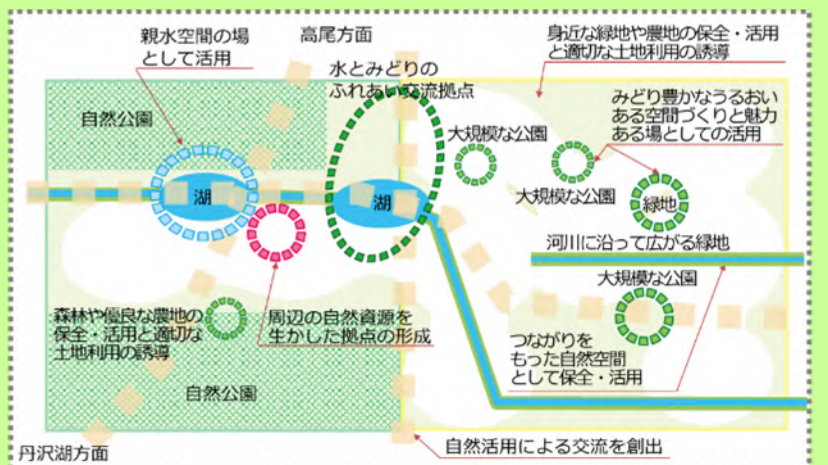 親水空間の場
として活用
高尾方面
身近な緑地や農地の保全・活用
と適切な土地利用の誘導
水とみどりの
ふれあい交流拠点
みどり豊かなうるおい
ある空間づくりと魅力
ある場としての活用
自然公園
大規模な公園
大規模な公園
湖
湖
緑地
河川に沿って広がる緑地
大規模な公園
森林や優良な農地の
保全・活用と適切な
土地利用の誘導
周辺の自然資源を
生かした拠点の形成
つながりを
もった自然空間
として保全・活用
自然公園
丹沢湖方面
自然活用による交流を創出